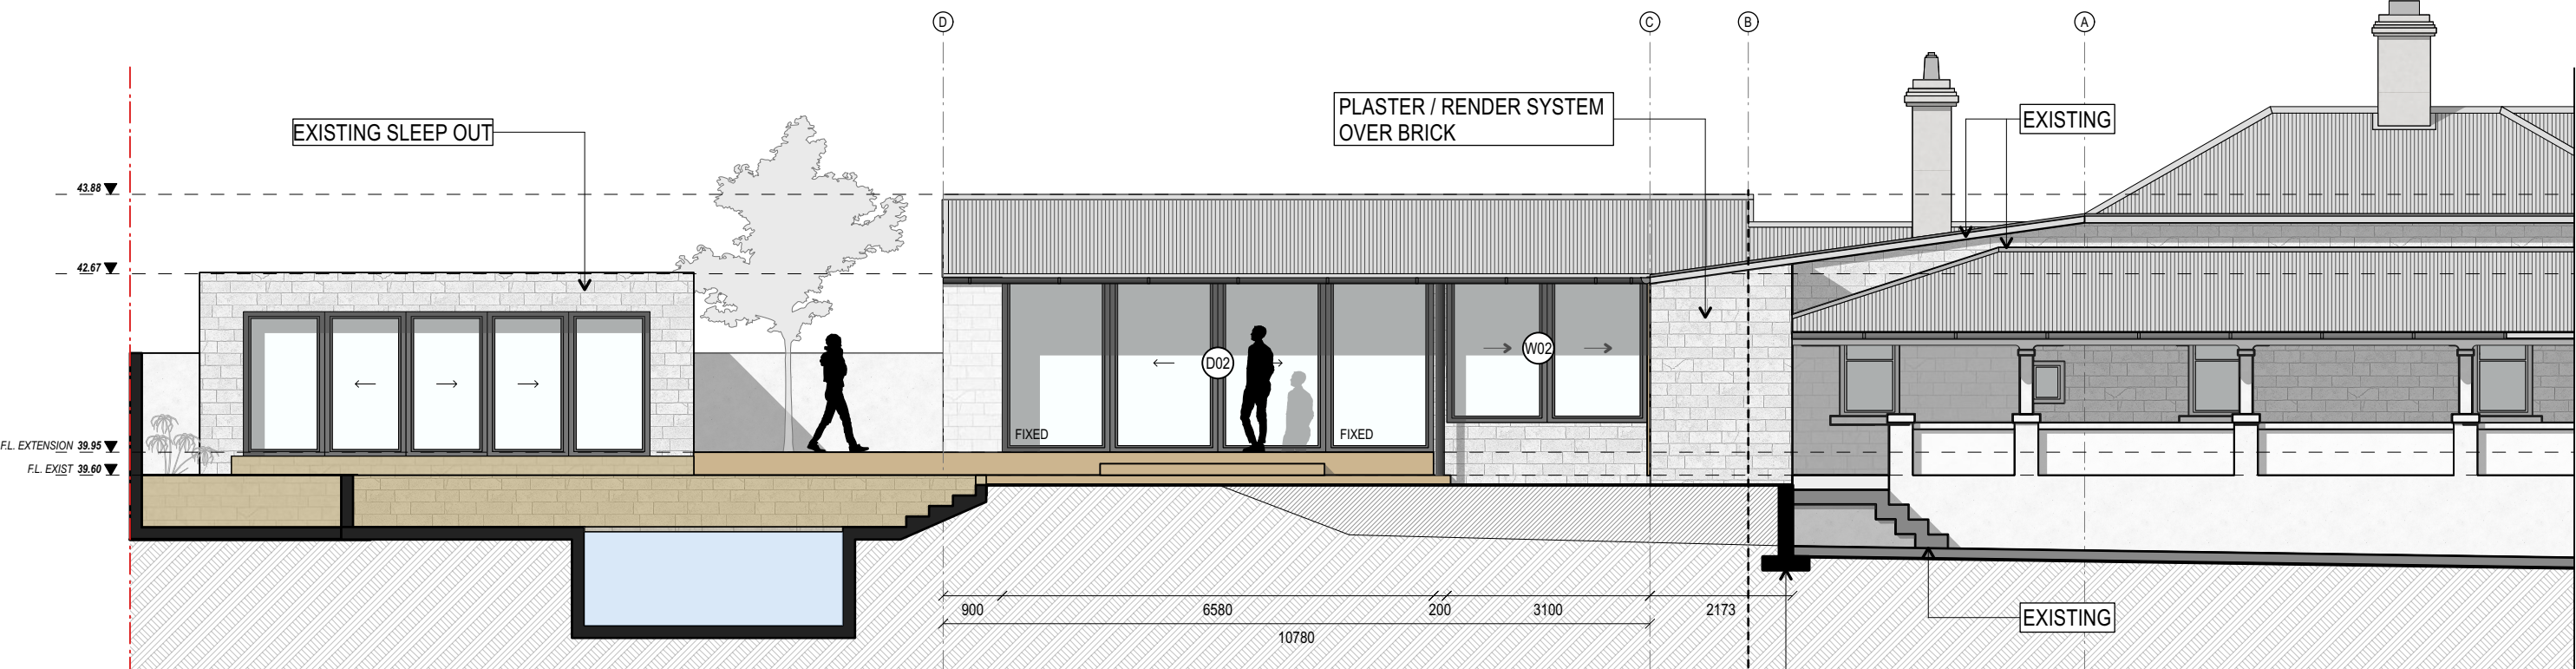 D
C
B
A
PLASTER / RENDER SYSTEM
OVER BRICK
EXISTING
EXISTING SLEEP OUT
43.88
42.67
D02
W02
FIXED
FIXED
F.L. EXTENSION 39.95
F.L. EXIST 39.60
900
6580
200
3100
2173
10780
EXISTING